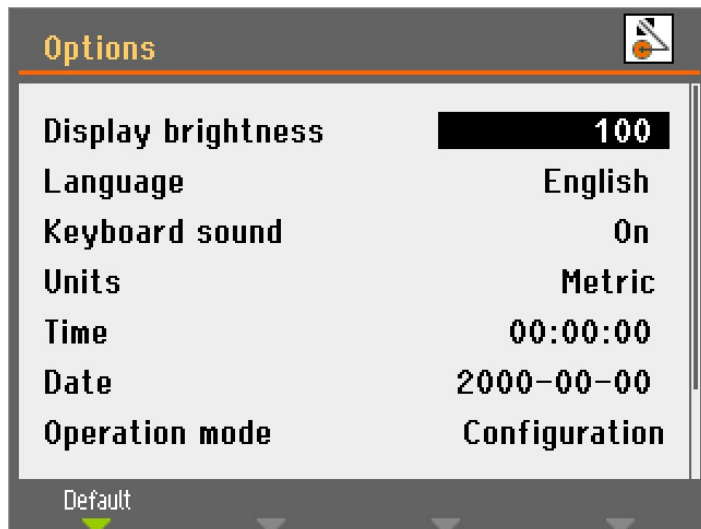 Options
Display brightness 100
Language English
Keyboard sound On
Units Metric
Time 00:00:00
Date 2000-00-00
Operation mode Configuration
Default